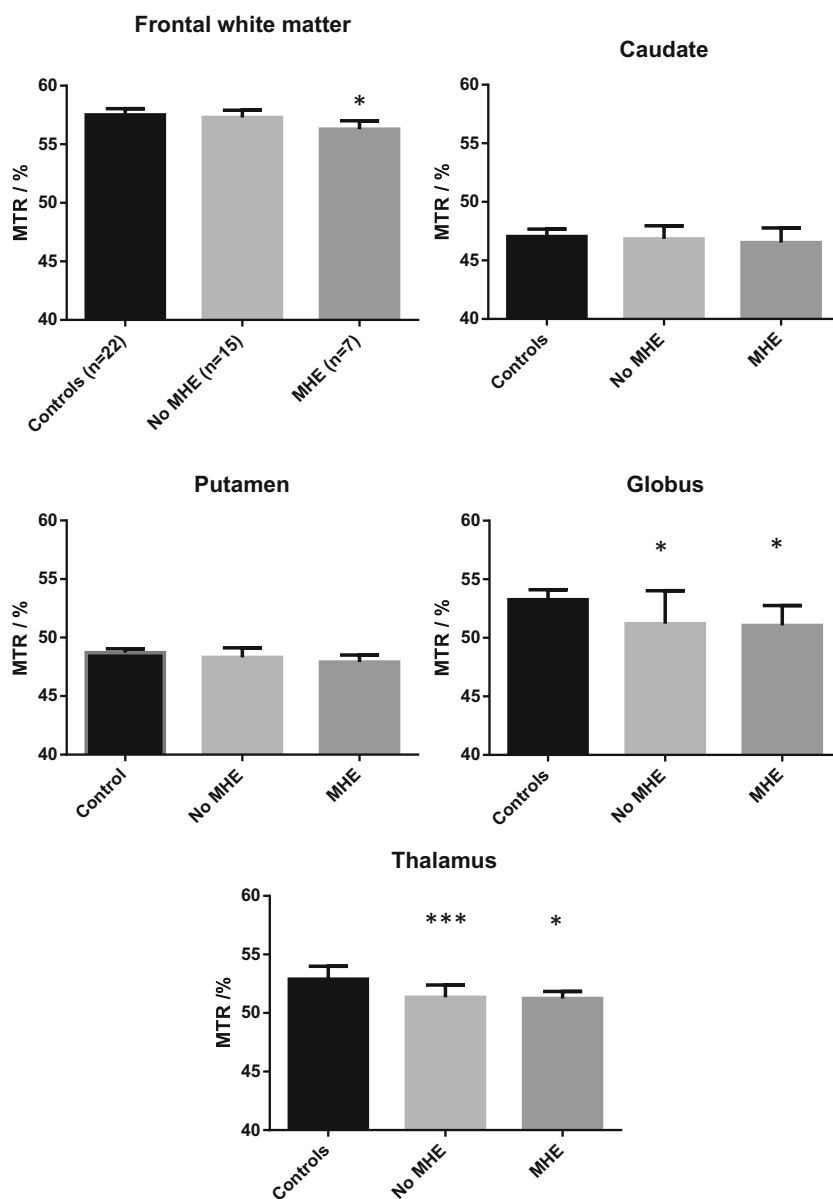 Frontal white matter
60
55
50
45
40
MTR / %
*
Controls (n=22)
No MHE (n=15)
MHE (n=7)
Caudate
60
55
50
45
40
MTR / %
Controls
No MHE
MHE
Putamen
60
55
50
45
40
MTR / %
Control
No MHE
MHE
Globus
60
55
50
45
40
MTR / %
*
*
Controls
No MHE
MHE
Thalamus
60
55
50
45
40
MTR /%
***
*
Controls
No MHE
MHE